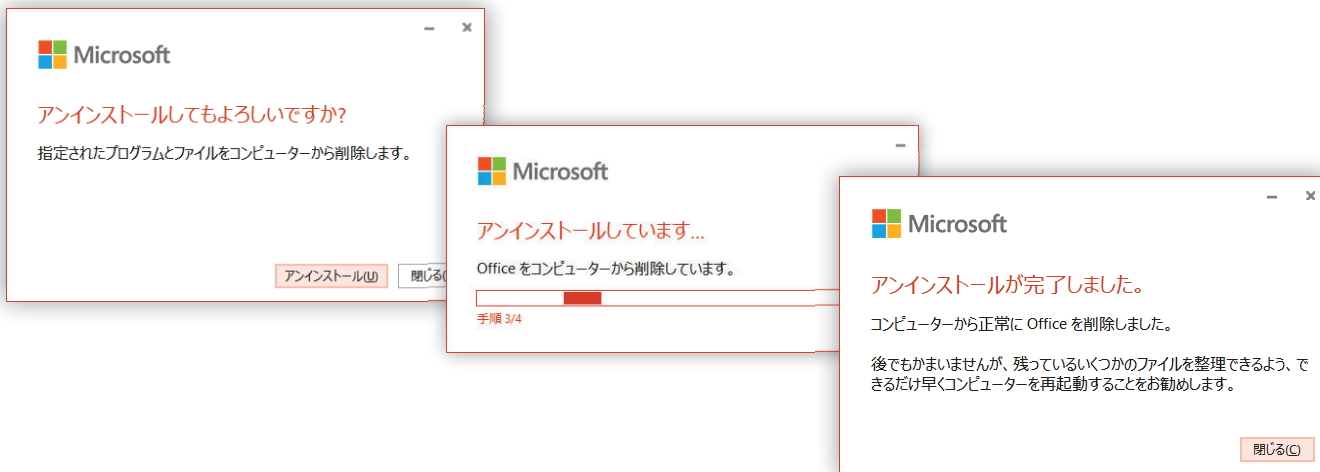 Microsoft
アンインストールしてもよろしいですか?
指定されたプログラムとファイルをコンピューターから削除します。
アンインストール(U)
閉じる(
Microsoft
アンインストールしています...
Office をコンピューターから削除しています。
手順 3/4
Microsoft
アンインストールが完了しました。
コンピューターから正常に Office を削除しました。
後でもかまいませんが、残っているいくつかのファイルを整理できるよう、で
きるだけ早くコンピューターを再起動することをお勧めします。
閉じる(C)